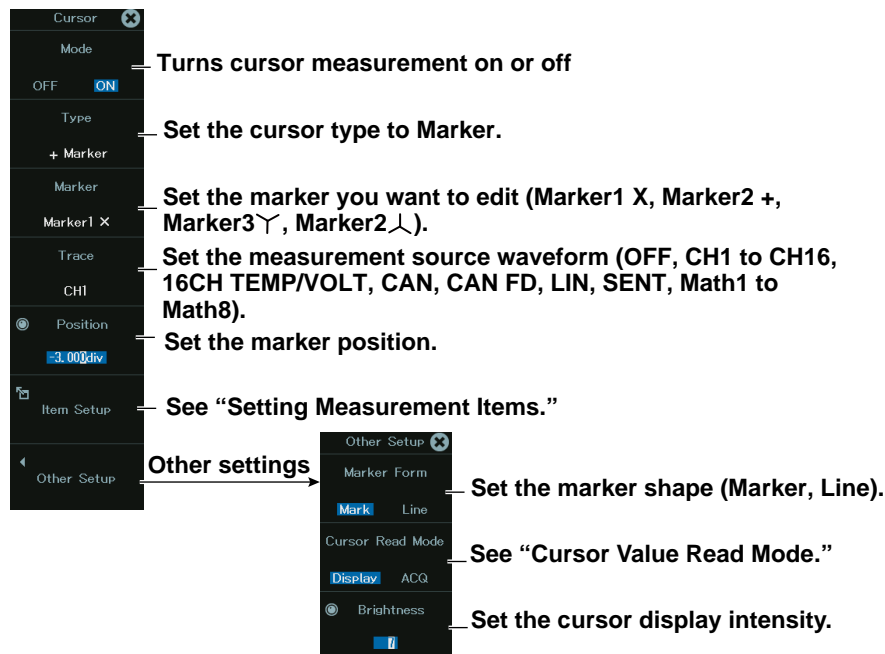 Cursor
Mode
OFF ON
Turns cursor measurement on or off
Type
+ Marker
Set the cursor type to Marker.
Marker
Marker1 ×
Set the marker you want to edit (Marker1 X, Marker2 +,
Marker3, Marker2).
Trace
CH1
Set the measurement source waveform (OFF, CH1 to CH16,
16CH TEMP/VOLT, CAN, CAN FD, LIN, SENT, Math1 to
Math8).
Position
-3.000div
Set the marker position.
Item Setup
See “Setting Measurement Items.”
Other Setup
Other settings
Other Setup
Marker Form
Mark Line
Set the marker shape (Marker, Line).
Cursor Read Mode
Display ACQ
See “Cursor Value Read Mode.”
Brightness
7
Set the cursor display intensity.